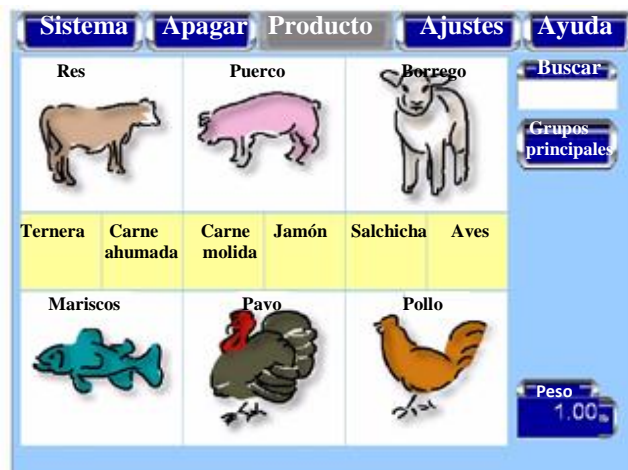 Sistema Apagar Producto Ajustes Ayuda
Res Puerco Borrego Buscar
Grupos
principales
Ternera Carne Carne Jamón Salchicha Aves
ahumada molida
Mariscos Pavo Pollo
Peso
1.00